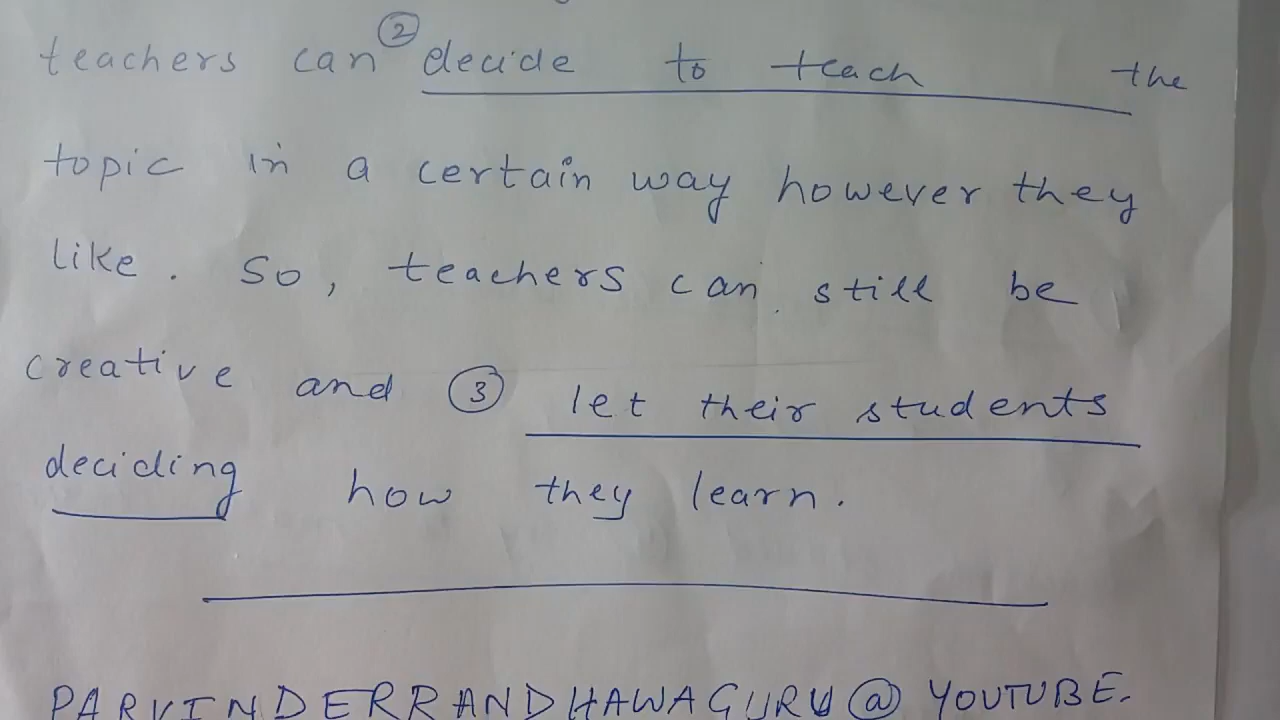 teachers can ② decide to teach the
topic in a certain way however they
like. So, teachers can still be
creative and ③ let their students
deciding how they learn.
PARVINDERRANDHAWAGURU@YOUTUBE.